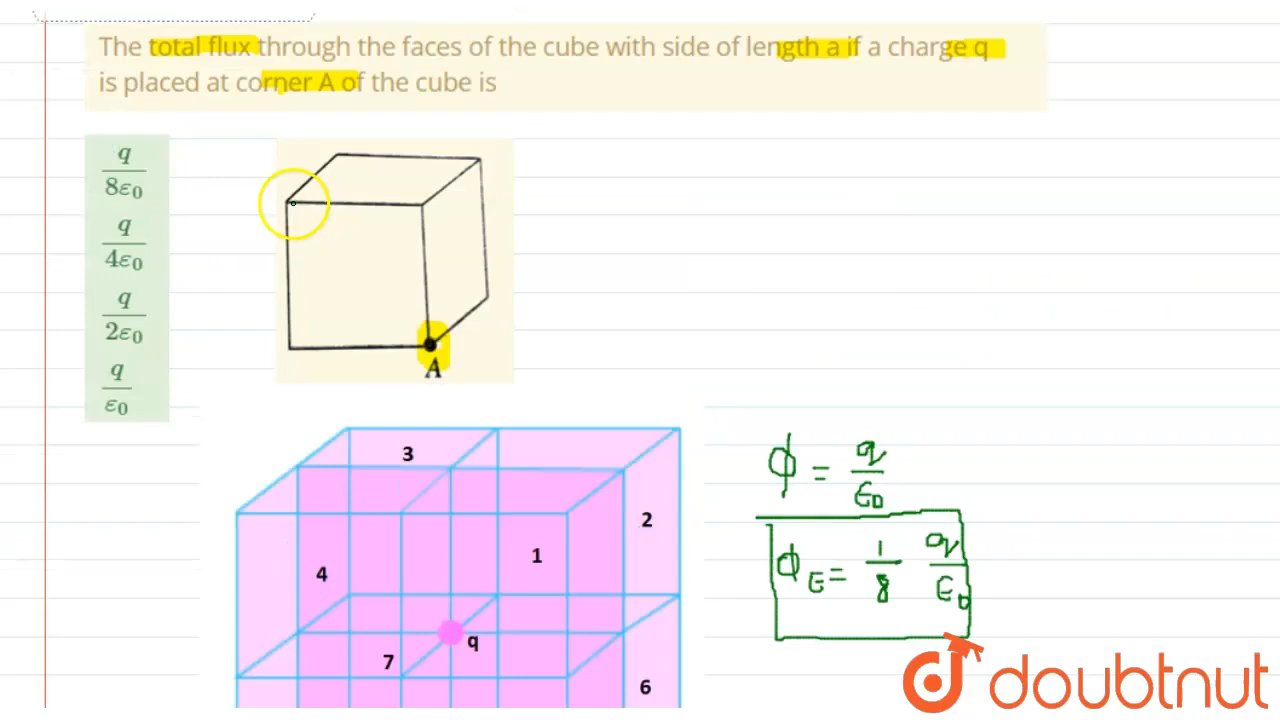 The total flux through the faces of the cube with side of length a if a charge q
is placed at corner A of the cube is
q
8ε0
q
4ε0
q
2ε0
q
ε0
A
3
2
1
4
q
7
6
ϕ = q/ε0
ϕE = 1/8 q/ε0
doubtnut